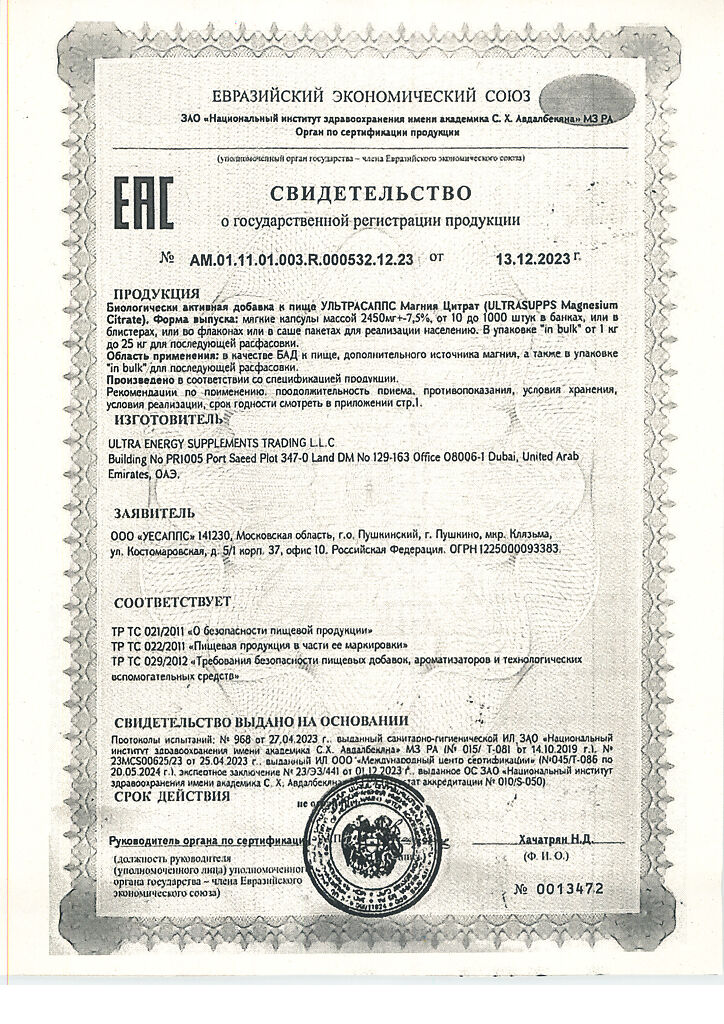 ЕВРАЗИЙСКИЙ ЭКОНОМИЧЕСКИЙ СОЮЗ
ЗАО «Национальный институт здравоохранения имени академика С. Х. Авдалбекяна» МЗ РА
Орган по сертификации продукции
(уполномоченный орган государства – члена Евразийского экономического союза)
EAC
СВИДЕТЕЛЬСТВО
о государственной регистрации продукции
№ AM.01.11.01.003.R.000532.12.23 от 13.12.2023 г.
ПРОДУКЦИЯ
Биологически активная добавка к пище УЛЬТРАСАППС Магния Цитрат (ULTRASUPPS Magnesium
Citrate). Форма выпуска: мягкие капсулы массой 2450мг+-7,5%, от 10 до 1000 штук в банках, или в
блистерах, или во флаконах или в саше пакетах для реализации населению. В упаковке "in bulk" от 1 кг
до 25 кг для последующей расфасовки.
Область применения: в качестве БАД к пище, дополнительного источника магния, а также в упаковке
"in bulk" для последующей расфасовки.
Произведено в соответствии со спецификацией продукции.
Рекомендации по применению, продолжительность приема, противопоказания, условия хранения,
условия реализации, срок годности смотреть в приложении стр.1.
ИЗГОТОВИТЕЛЬ
ULTRA ENERGY SUPPLEMENTS TRADING L.L.C
Building No PR1005 Port Saeed Plot 347-0 Land DM No 129-163 Office O8006-1 Dubai, United Arab
Emirates, ОАЭ.
ЗАЯВИТЕЛЬ
ООО «УЕСАППС» 141230, Московская область, г.о. Пушкинский, г. Пушкино, мкр. Клязьма,
ул. Костомаровская, д. 5/1 корп. 37, офис 10. Российская Федерация. ОГРН 1225000093383.
СООТВЕТСТВУЕТ
ТР ТС 021/2011 «О безопасности пищевой продукции»
ТР ТС 022/2011 «Пищевая продукция в части ее маркировки»
ТР ТС 029/2012 «Требования безопасности пищевых добавок, ароматизаторов и технологических
вспомогательных средств»
СВИДЕТЕЛЬСТВО ВЫДАНО НА ОСНОВАНИИ
Протоколы испытаний: № 968 от 27.04.2023 г., выданный санитарно-гигиенической ИЛ ЗАО «Национальный
институт здравоохранения имени академика С.Х. Авдалбекяна» МЗ РА (№ 015/ Т-081 от 14.10.2019 г.), №
23MCS00625/23 от 25.04.2023 г., выданный ИЛ ООО «Международный центр сертификации» (№045/Т-086 по
20.05.2024 г.), экспертное заключение № 23/ЭЗ/441 от 01.12.2023 г., выданное ОС ЗАО «Национальный институт
здравоохранения имени академика С. Х. Авдалбекяна аккредитации № 010/S-050)
СРОК ДЕЙСТВИЯ
не
Руководитель органа по сертификации
Хачатрян Н.Д.
(должность руководителя
(Ф. И. О.)
(уполномоченного лица) уполномоченного
органа государства – члена Евразийского
экономического союза)
№ 0013472